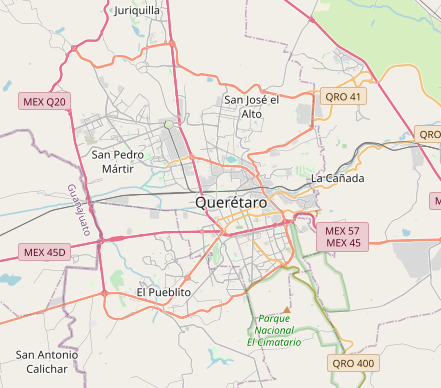 Juriquilla
MEX Q20
QRO 41
San José el
Alto
QRO
San Pedro
Mártir
La Cañada
Guanajuato
Querétaro
MEX 57
MEX 45
MEX 45D
El Pueblito
Parque
Nacional
El Cimatario
San Antonio
Calichar
QRO 400